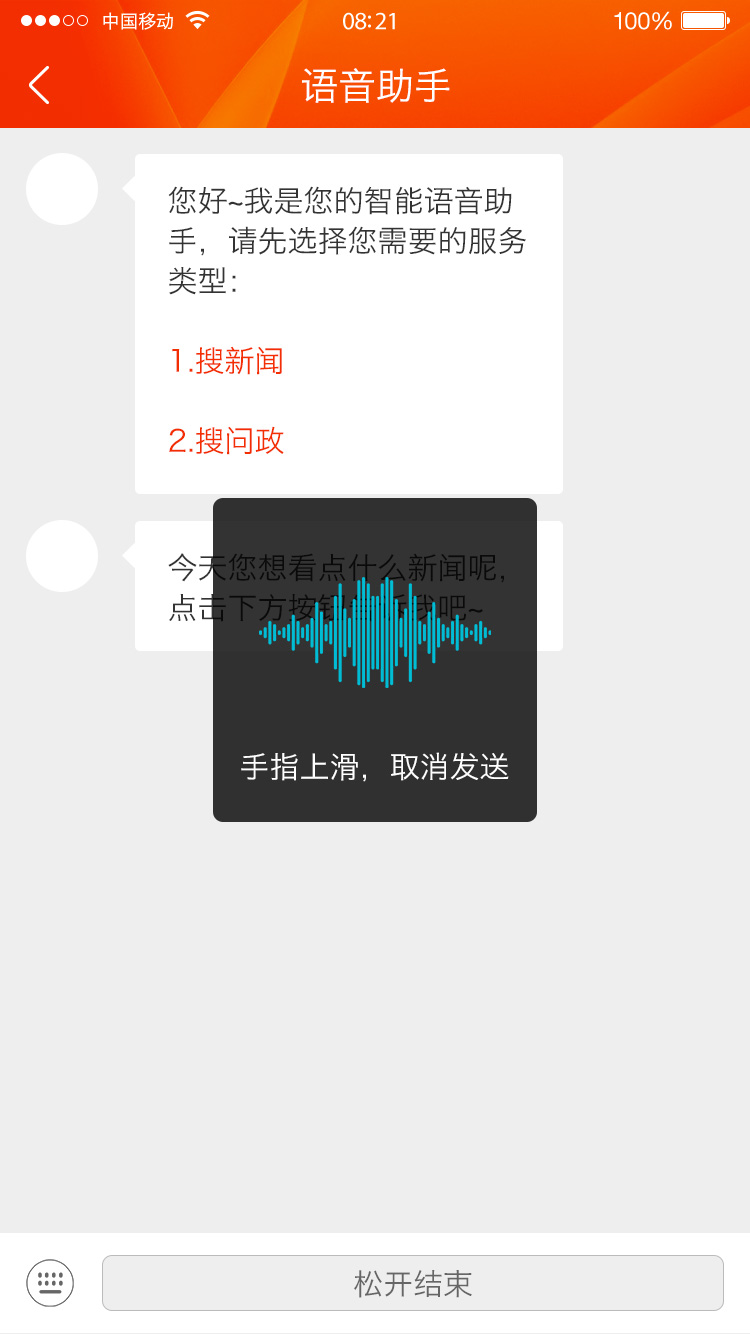 中国移动 08:21 100%
语音助手
您好~我是您的智能语音助
手，请先选择您需要的服务
类型：
1.搜新闻
2.搜问政
今天您想看点什么新闻呢，
点击下方按钮告诉我吧~
手指上滑，取消发送
松开结束